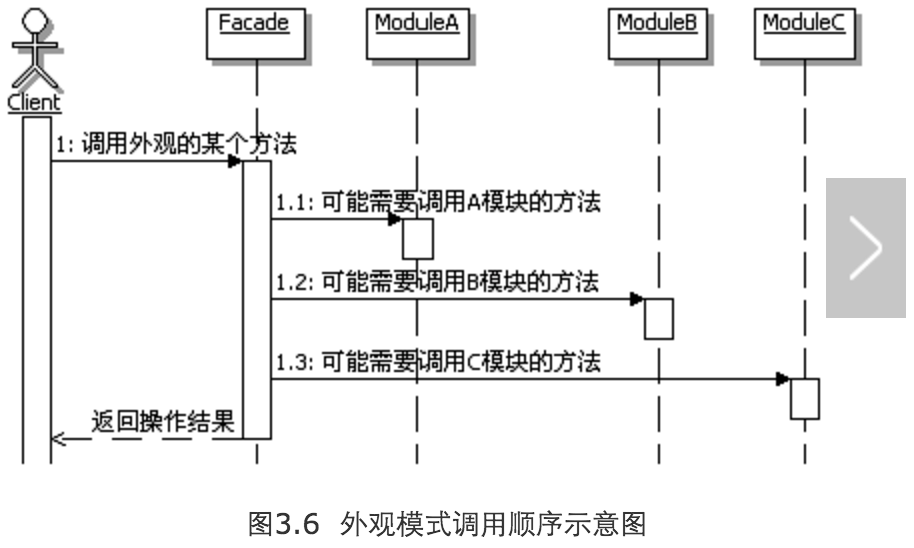 Facade ModuleA ModuleB ModuleC
Client
1: 调用外观的某个方法
1.1: 可能需要调用A模块的方法
1.2: 可能需要调用B模块的方法
1.3: 可能需要调用C模块的方法
返回操作结果
图3.6 外观模式调用顺序示意图